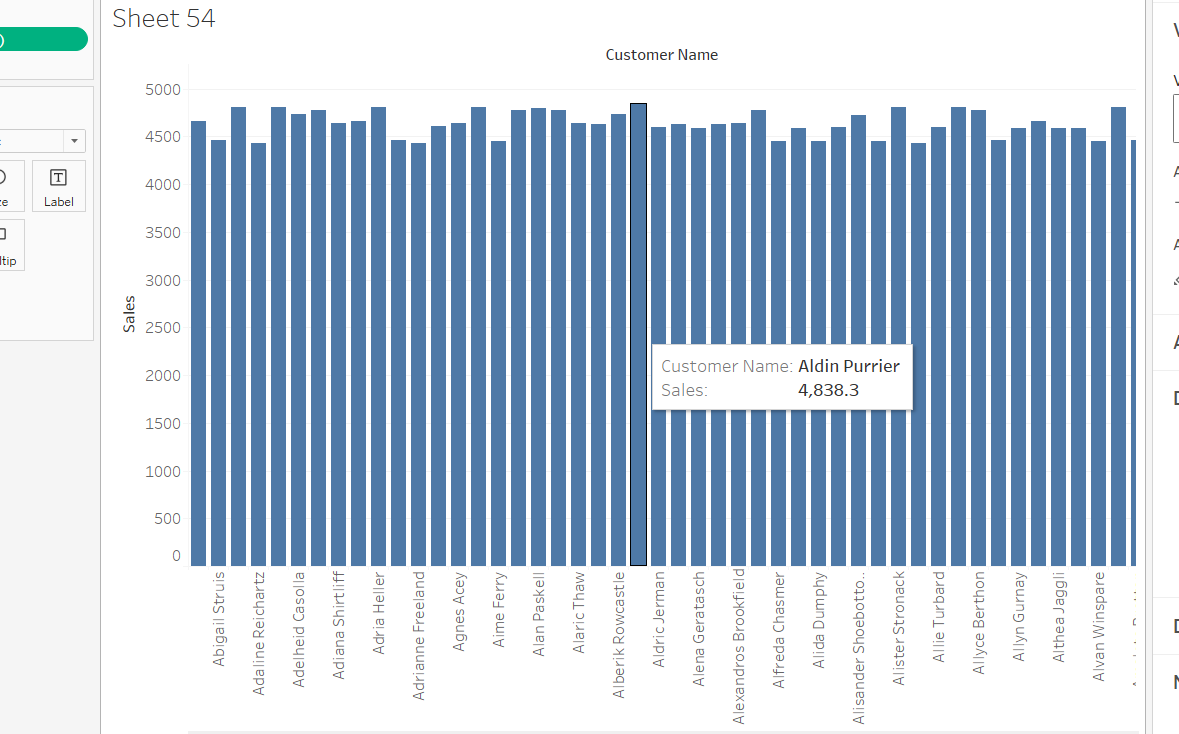 Sheet 54
Customer Name
Label
5000
4500
4000
3500
3000
2500
2000
1500
1000
500
0
Sales
Customer Name: Aldin Purrier
Sales: 4,838.3
Abigail Struis
Adaline Reichartz
Adelheid Casolla
Adiana Shirtliff
Adria Heller
Adrianne Freeland
Agnes Acey
Aime Ferry
Alan Paskell
Alaric Thaw
Alberik Rowcastle
Aldric Jerman
Alena Geratasch
Alexandros Brookfield
Alfreda Chasmer
Alida Dumphy
Alisander Shoebotto..
Alister Stronack
Allie Turbard
Allyce Berthon
Allyn Gurnay
Althea Jaggli
Alvan Winspare